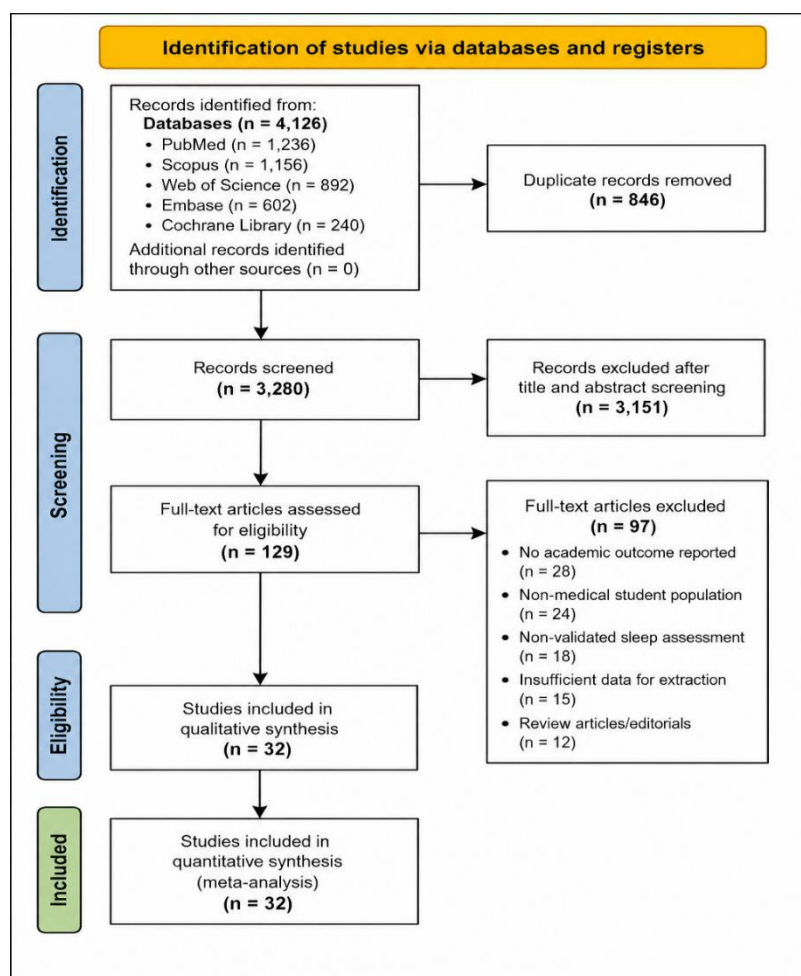 Identification of studies via databases and registers
Identification
Records identified from:
Databases (n = 4,126)
• PubMed (n = 1,236)
• Scopus (n = 1,156)
• Web of Science (n = 892)
• Embase (n = 602)
• Cochrane Library (n = 240)
Additional records identified
through other sources (n = 0)
Duplicate records removed
(n = 846)
Screening
Records screened
(n = 3,280)
Records excluded after
title and abstract screening
(n = 3,151)
Full-text articles assessed
for eligibility
(n = 129)
Full-text articles excluded
(n = 97)
• No academic outcome reported
(n = 28)
• Non-medical student population
(n = 24)
• Non-validated sleep assessment
(n = 18)
• Insufficient data for extraction
(n = 15)
• Review articles/editorials
(n = 12)
Eligibility
Studies included in
qualitative synthesis
(n = 32)
Included
Studies included in
quantitative synthesis
(meta-analysis)
(n = 32)